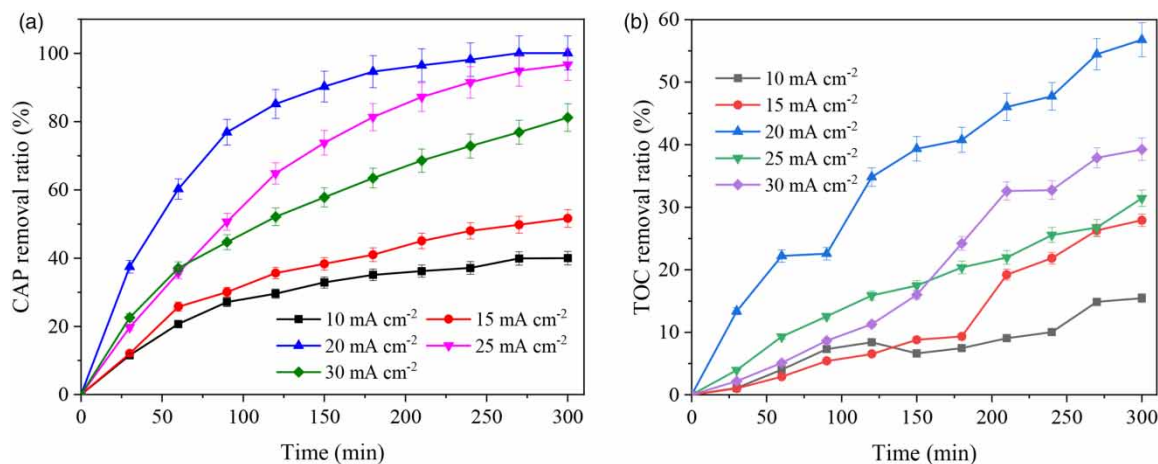 (a)
CAP removal ratio (%)
100
80
60
40
20
0
10 mA cm-2 15 mA cm-2
20 mA cm-2 25 mA cm-2
30 mA cm-2
0 50 100 150 200 250 300
Time (min)
(b)
TOC removal ratio (%)
60
50
40
30
20
10
0
10 mA cm-2
15 mA cm-2
20 mA cm-2
25 mA cm-2
30 mA cm-2
0 50 100 150 200 250 300
Time (min)